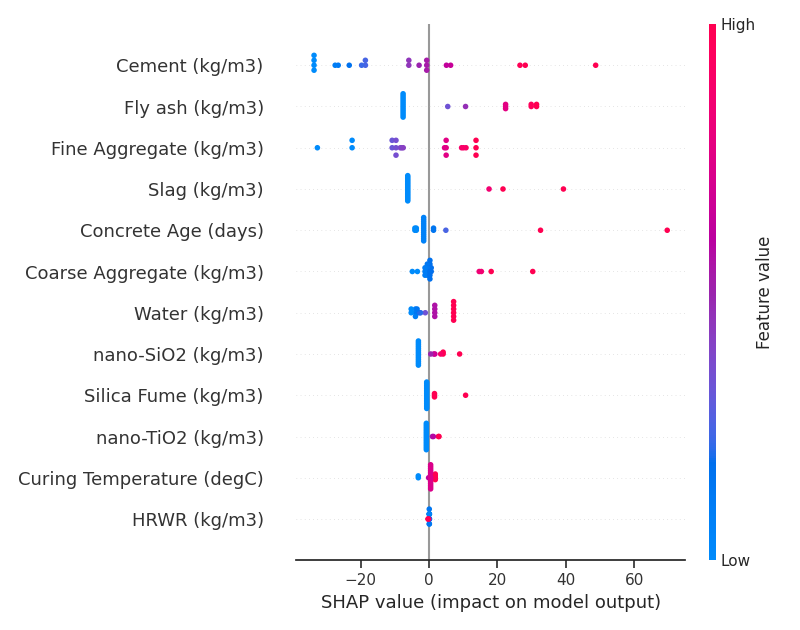 High
Cement (kg/m3)
Fly ash (kg/m3)
Fine Aggregate (kg/m3)
Slag (kg/m3)
Concrete Age (days)
Coarse Aggregate (kg/m3)
Water (kg/m3)
nano-SiO2 (kg/m3)
Silica Fume (kg/m3)
nano-TiO2 (kg/m3)
Curing Temperature (degC)
HRWR (kg/m3)
Feature value
Low
−20 0 20 40 60
SHAP value (impact on model output)